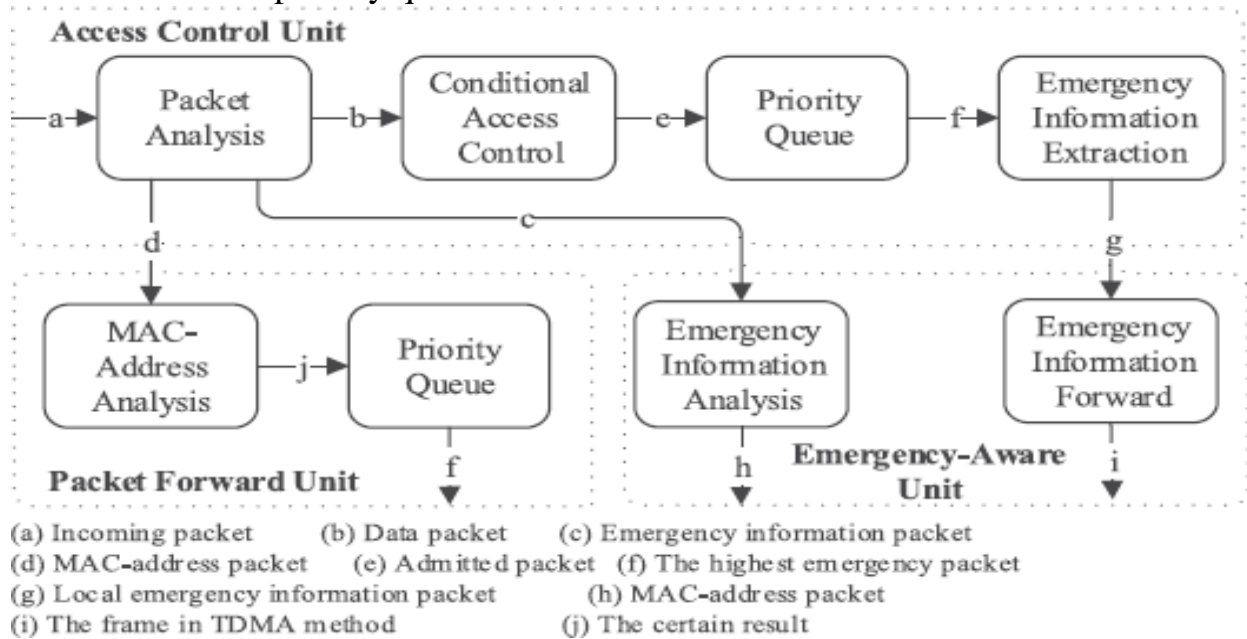 Access Control Unit
Packet
Analysis
Conditional
Access
Control
Priority
Queue
Emergency
Information
Extraction
a
b
e
f
c
d
g
MAC-
Address
Analysis
j
Priority
Queue
Emergency
Information
Analysis
Emergency
Information
Forward
f
h
i
Packet Forward Unit
Emergency-Aware
Unit
(a) Incoming packet (b) Data packet (c) Emergency information packet
(d) MAC-address packet (e) Admitted packet (f) The highest emergency packet
(g) Local emergency information packet (h) MAC-address packet
(i) The frame in TDMA method (j) The certain result